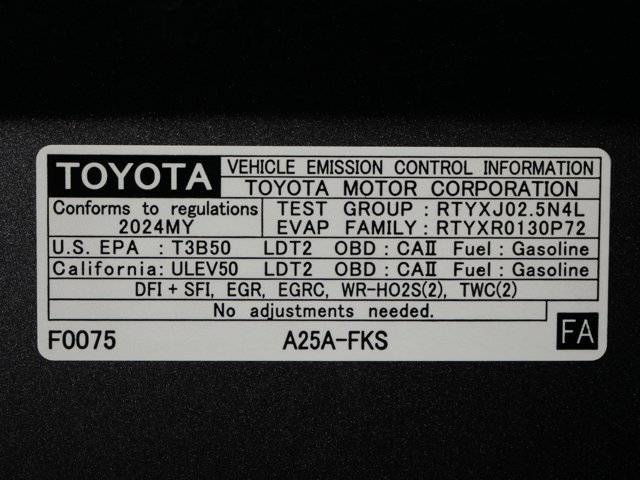 TOYOTA VEHICLE EMISSION CONTROL INFORMATION
TOYOTA MOTOR CORPORATION
Conforms to regulations TEST GROUP : RTYXJ02.5N4L
2024MY EVAP FAMILY : RTYXR0130P72
U.S. EPA : T3B50 LDT2 OBD : CAII Fuel : Gasoline
California: ULEV50 LDT2 OBD : CAII Fuel : Gasoline
DFI + SFI, EGR, EGRC, WR-HO2S(2), TWC(2)
No adjustments needed.
F0075 A25A-FKS FA